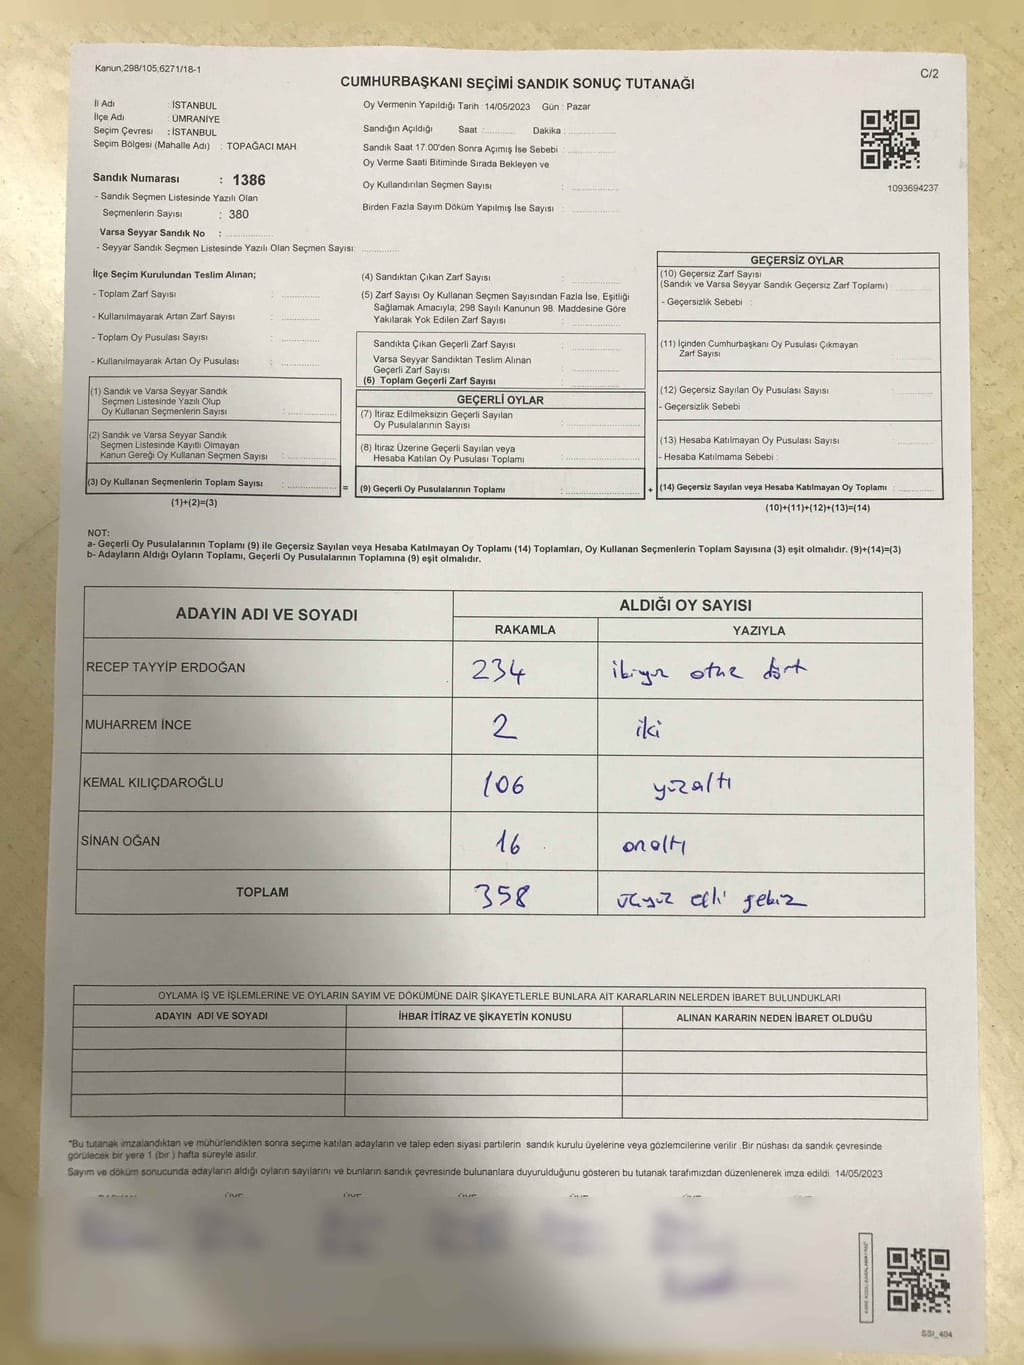 Kanun,298/105,6271/18-1
C/2
CUMHURBAŞKANI SEÇİMİ SANDIK SONUÇ TUTANAĞI
İl Adı : İSTANBUL
İlçe Adı : ÜMRANİYE
Seçim Çevresi : İSTANBUL
Seçim Bölgesi (Mahalle Adı) : TOPAĞACI MAH
Sandık Numarası : 1386
- Sandık Seçmen Listesinde Yazılı Olan
Seçmenlerin Sayısı : 380
Varsa Seyyar Sandık No :
- Seyyar Sandık Seçmen Listesinde Yazılı Olan Seçmen Sayısı:
Oy Vermenin Yapıldığı Tarih : 14/05/2023 Gün : Pazar
Sandığın Açıldığı Saat : Dakika :
Sandık Saat 17:00'den Sonra Açımış İse Sebebi :
Oy Verme Saati Bitiminde Sırada Bekleyen ve
Oy Kullandırılan Seçmen Sayısı :
Birden Fazla Sayım Döküm Yapılmış İse Sayısı :
1093694237
İlçe Seçim Kurulundan Teslim Alınan;
- Toplam Zarf Sayısı :
- Kullanılmayarak Artan Zarf Sayısı :
- Toplam Oy Pusulası Sayısı :
- Kullanılmayarak Artan Oy Pusulası :
(1) Sandık ve Varsa Seyyar Sandık
Seçmen Listesinde Yazılı Olup
Oy Kullanan Seçmenlerin Sayısı :
(2) Sandık ve Varsa Seyyar Sandık
Seçmen Listesinde Kayıtlı Olmayan
Kanun Gereği Oy Kullanan Seçmen Sayısı :
(3) Oy Kullanan Seçmenlerin Toplam Sayısı :
(1)+(2)=(3)
(4) Sandıktan Çıkan Zarf Sayısı :
(5) Zarf Sayısı Oy Kullanan Seçmen Sayısından Fazla İse, Eşitliği
Sağlamak Amacıyla; 298 Sayılı Kanunun 98. Maddesine Göre
Yakılarak Yok Edilen Zarf Sayısı :
Sandıkta Çıkan Geçerli Zarf Sayısı :
Varsa Seyyar Sandıktan Teslim Alınan
Geçerli Zarf Sayısı :
(6) Toplam Geçerli Zarf Sayısı :
GEÇERLİ OYLAR
(7) İtiraz Edilmeksizin Geçerli Sayılan
Oy Pusulalarının Sayısı :
(8) İtiraz Üzerine Geçerli Sayılan veya
Hesaba Katılan Oy Pusulası Toplamı :
= (9) Geçerli Oy Pusulalarının Toplamı :
GEÇERSİZ OYLAR
(10) Geçersiz Zarf Sayısı
(Sandık ve Varsa Seyyar Sandık Geçersiz Zarf Toplamı) :
- Geçersizlik Sebebi :
(11) İçinden Cumhurbaşkanı Oy Pusulası Çıkmayan
Zarf Sayısı
(12) Geçersiz Sayılan Oy Pusulası Sayısı
- Geçersizlik Sebebi
(13) Hesaba Katılmayan Oy Pusulası Sayısı
- Hesaba Katılmama Sebebi :
+ (14) Geçersiz Sayılan veya Hesaba Katılmayan Oy Toplamı :
(10)+(11)+(12)+(13)=(14)
NOT:
a- Geçerli Oy Pusulalarının Toplamı (9) ile Geçersiz Sayılan veya Hesaba Katılmayan Oy Toplamı (14) Toplamları, Oy Kullanan Seçmenlerin Toplam Sayısına (3) eşit olmalıdır. (9)+(14)=(3)
b- Adayların Aldığı Oyların Toplamı, Geçerli Oy Pusulalarının Toplamına (9) eşit olmalıdır.
ADAYIN ADI VE SOYADI
ALDIĞI OY SAYISI
RAKAMLA YAZIYLA
RECEP TAYYİP ERDOĞAN 234 ikiyüz otuz dört
MUHARREM İNCE 2 iki
KEMAL KILIÇDAROĞLU 106 yüzaltı
SİNAN OĞAN 16 onaltı
TOPLAM 358 üçyüz elli sekiz
OYLAMA İŞ VE İŞLEMLERİNE VE OYLARIN SAYIM VE DÖKÜMÜNE DAİR ŞİKAYETLERLE BUNLARA AİT KARARLARIN NELERDEN İBARET BULUNDUKLARI
ADAYIN ADI VE SOYADI İHBAR İTİRAZ VE ŞİKAYETİN KONUSU ALINAN KARARIN NEDEN İBARET OLDUĞU
*Bu tutanak imzalandıktan ve mühürlendikten sonra seçime katılan adayların ve talep eden siyasi partilerin sandık kurulu üyelerine veya gözlemcilerine verilir .Bir nüshası da sandık çevresinde
görülecek bir yere 1 (bir ) hafta süreyle asılır.
Sayım ve döküm sonucunda adayların aldığı oyların sayılarını ve bunların sandık çevresinde bulunanlara duyurulduğunu gösteren bu tutanak tarafımızdan düzenlenerek imza edildi. 14/05/2023
SSI_404